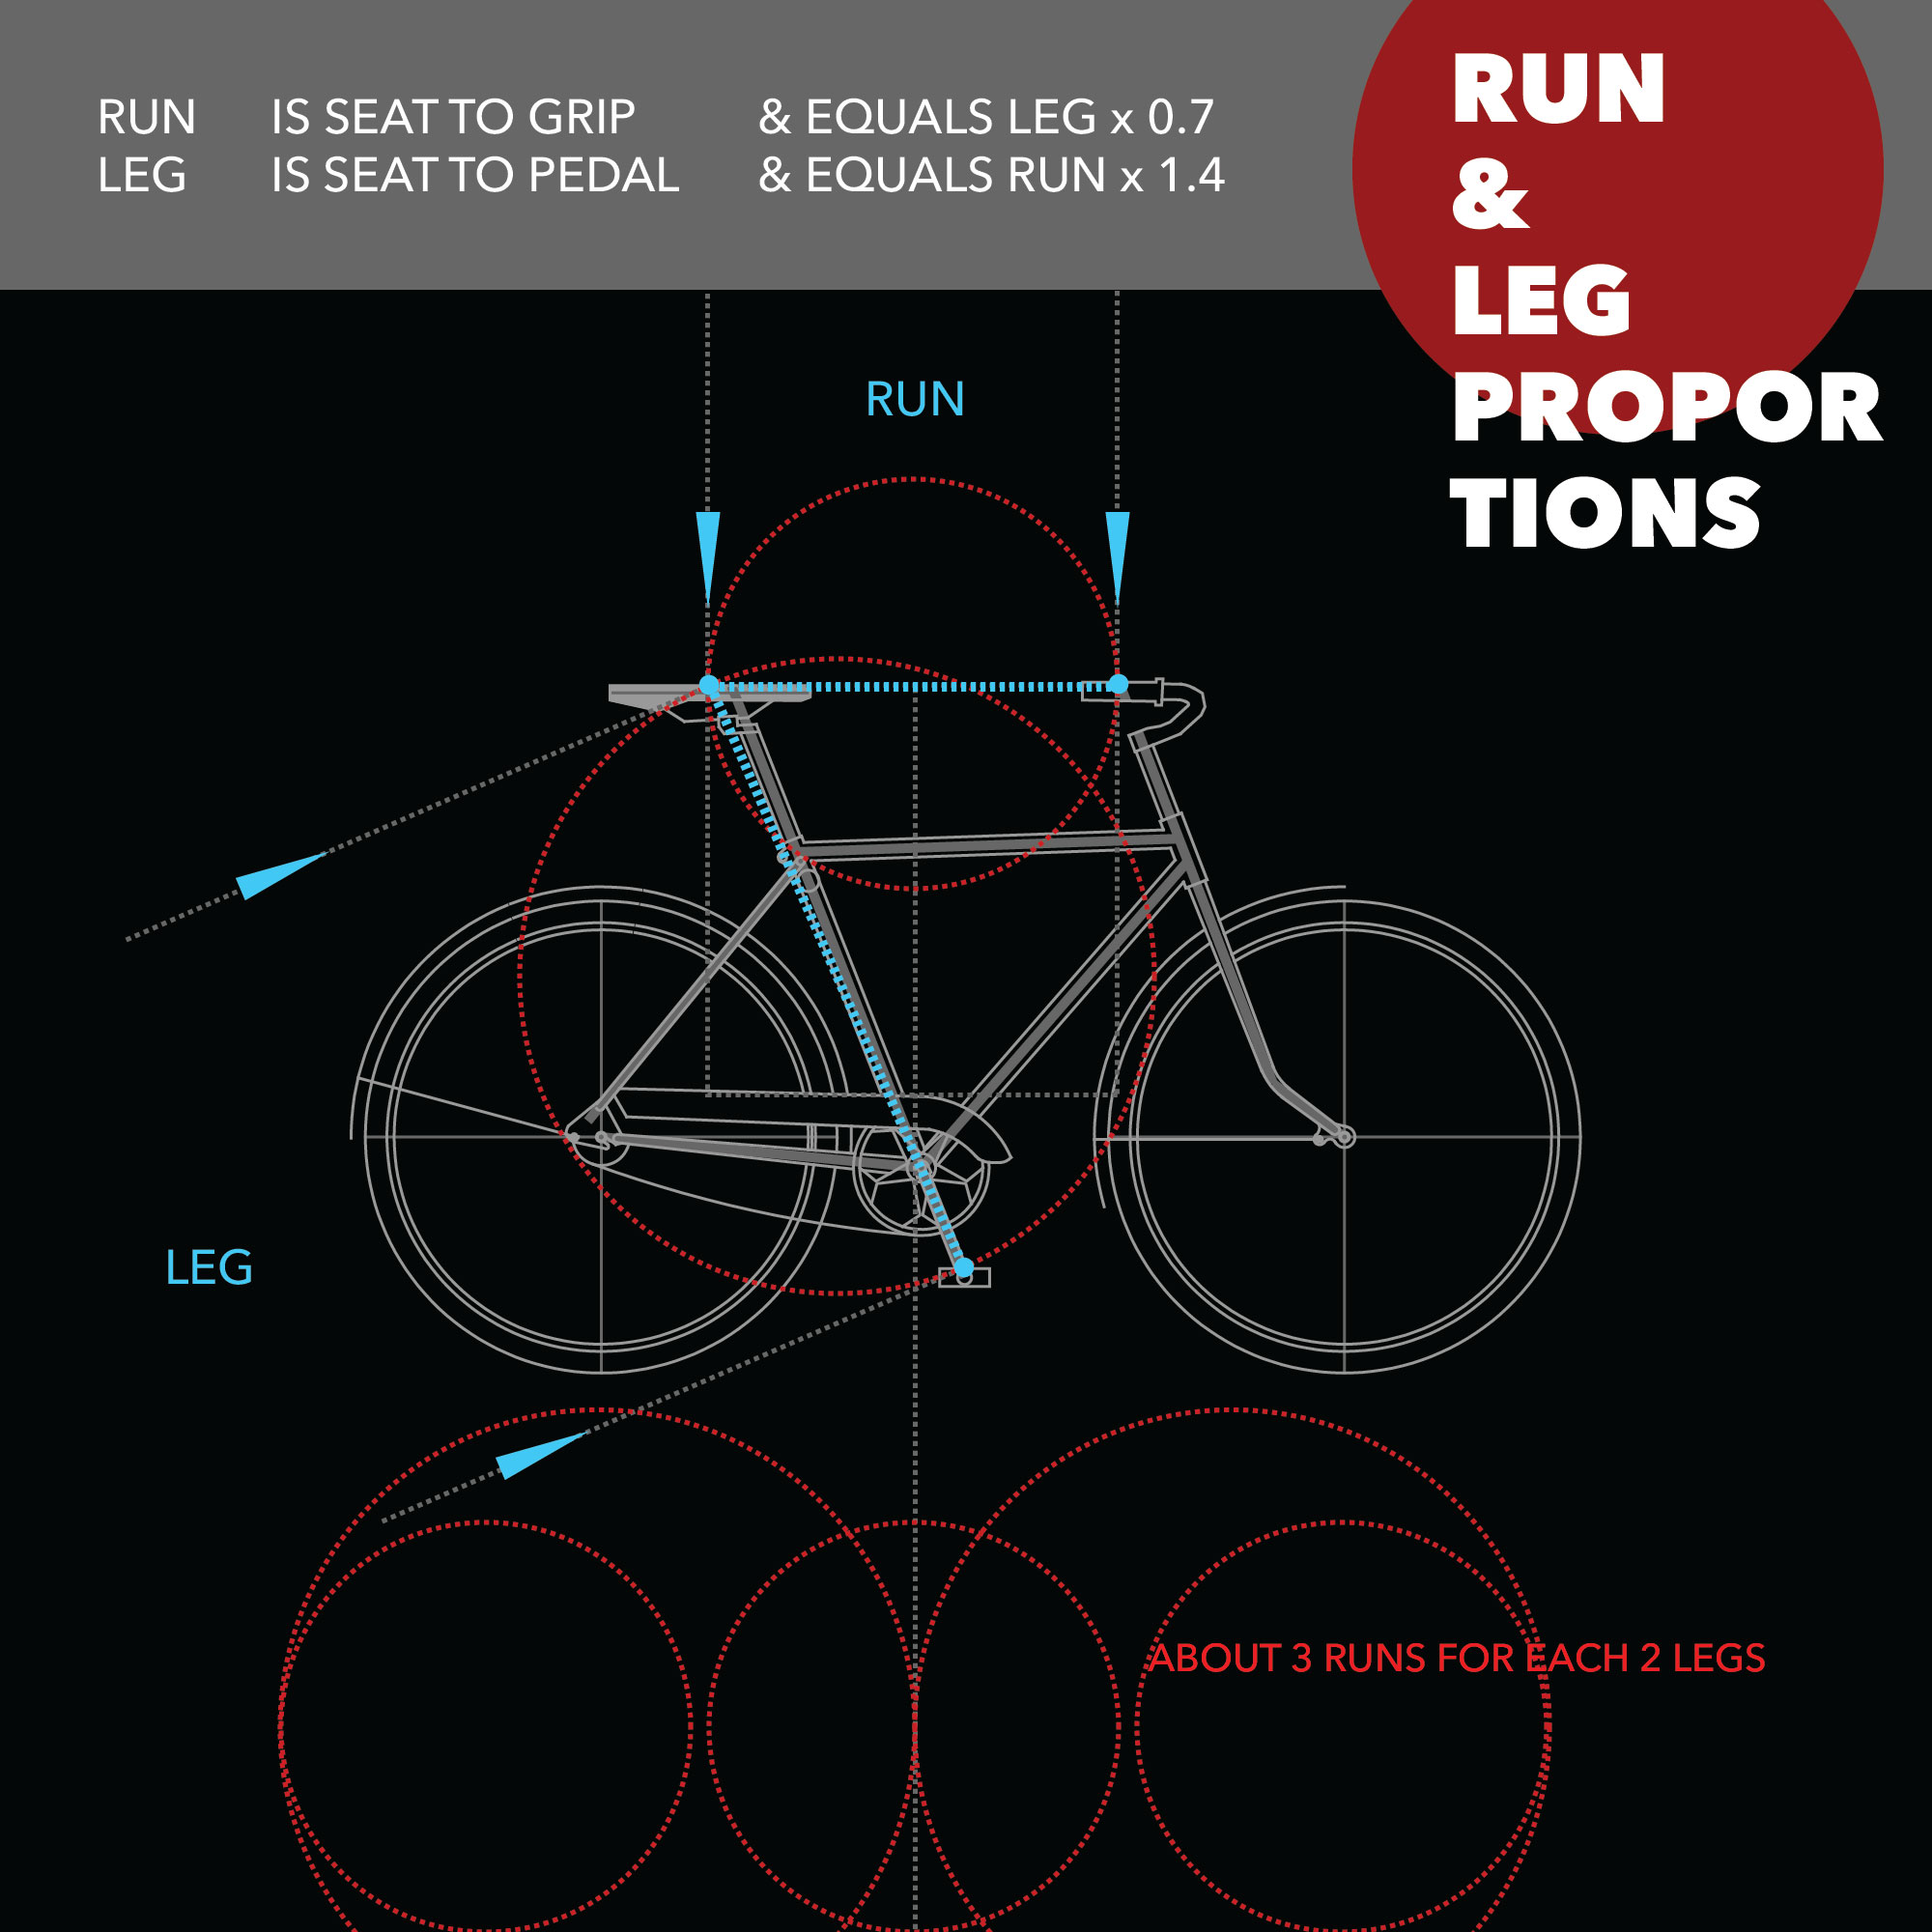 RUN IS SEAT TO GRIP & EQUALS LEG x 0.7
LEG IS SEAT TO PEDAL & EQUALS RUN x 1.4
RUN
&
LEG
PROPOR
TIONS
RUN
LEG
ABOUT 3 RUNS FOR EACH 2 LEGS